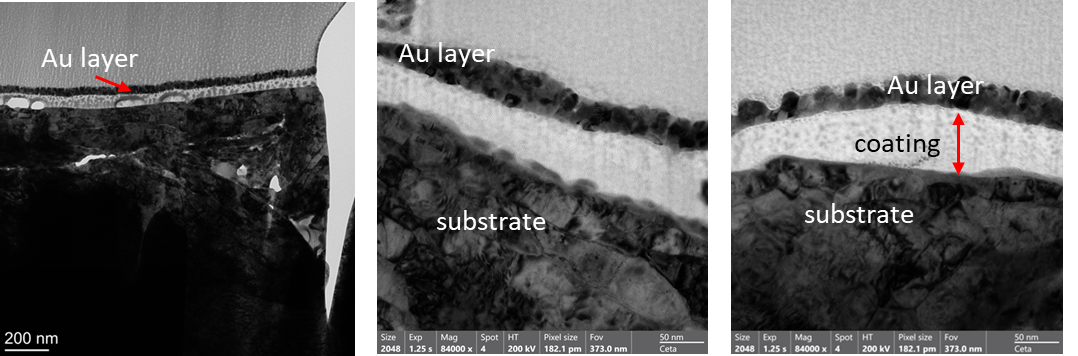 Au layer
200 nm
Au layer
substrate
Size Exp Mag Spot HT Pixel size Fov 50 nm
2048 1.25 s 84000 x 4 200 kV 182.1 pm 373.0 nm Ceta
Au layer
coating
substrate
Size Exp Mag Spot HT Pixel size Fov 50 nm
2048 1.25 s 84000 x 4 200 kV 182.1 pm 373.0 nm Ceta